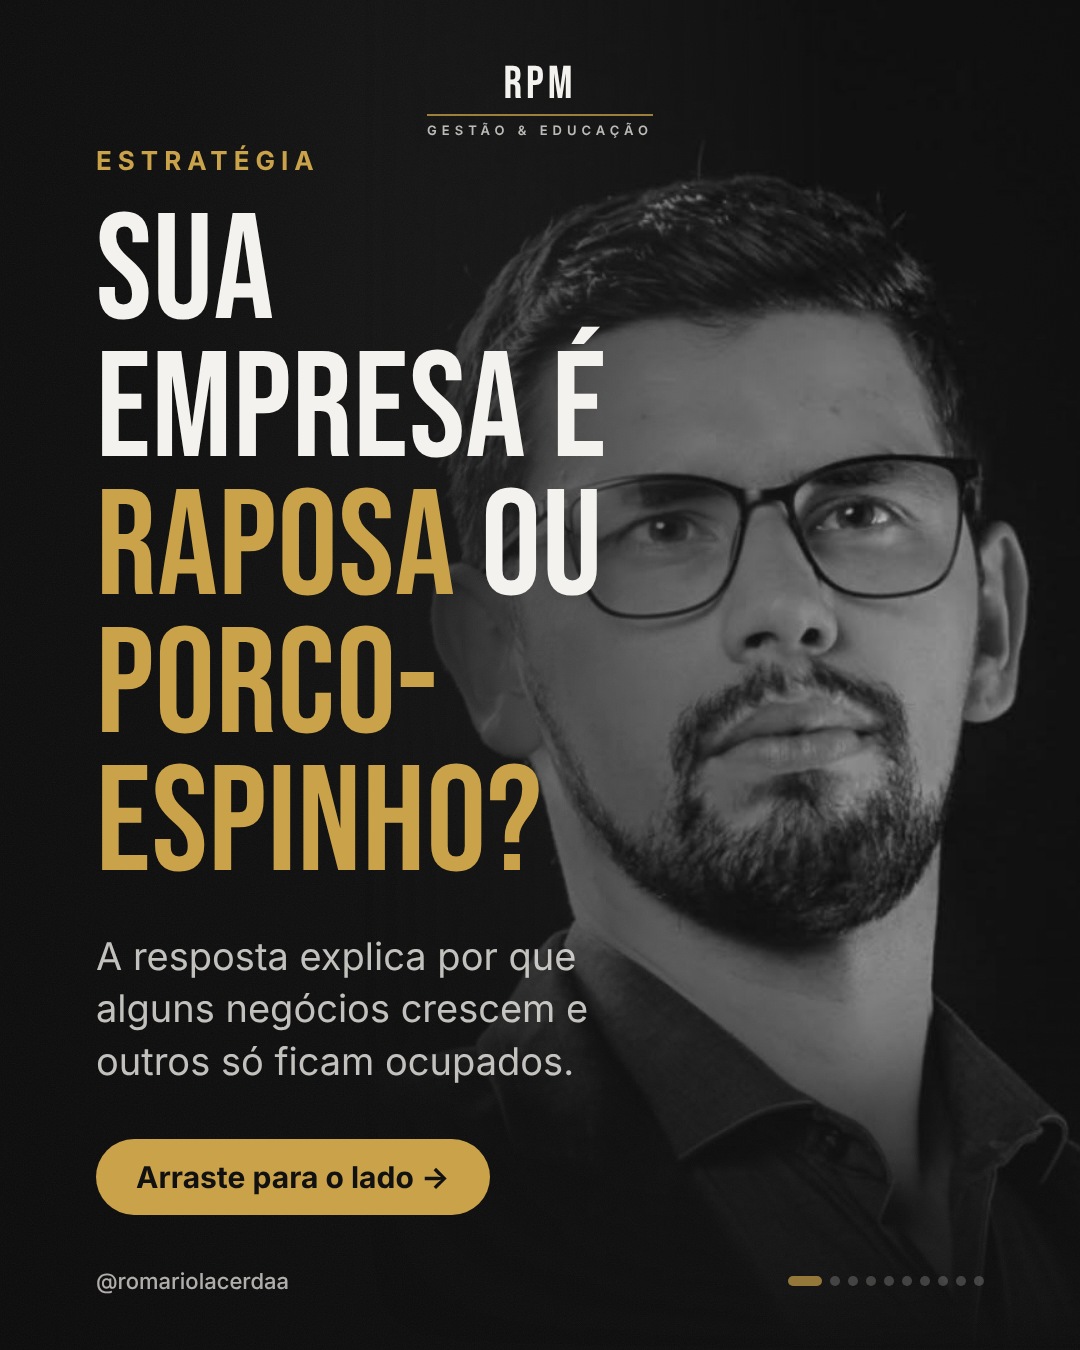 RPM
GESTÃO & EDUCAÇÃO
ESTRATÉGIA
SUA
EMPRESA É
RAPOSA OU
PORCO-
ESPINHO?
A resposta explica por que
alguns negócios crescem e
outros só ficam ocupados.
Arraste para o lado →
@romariolacerdaa